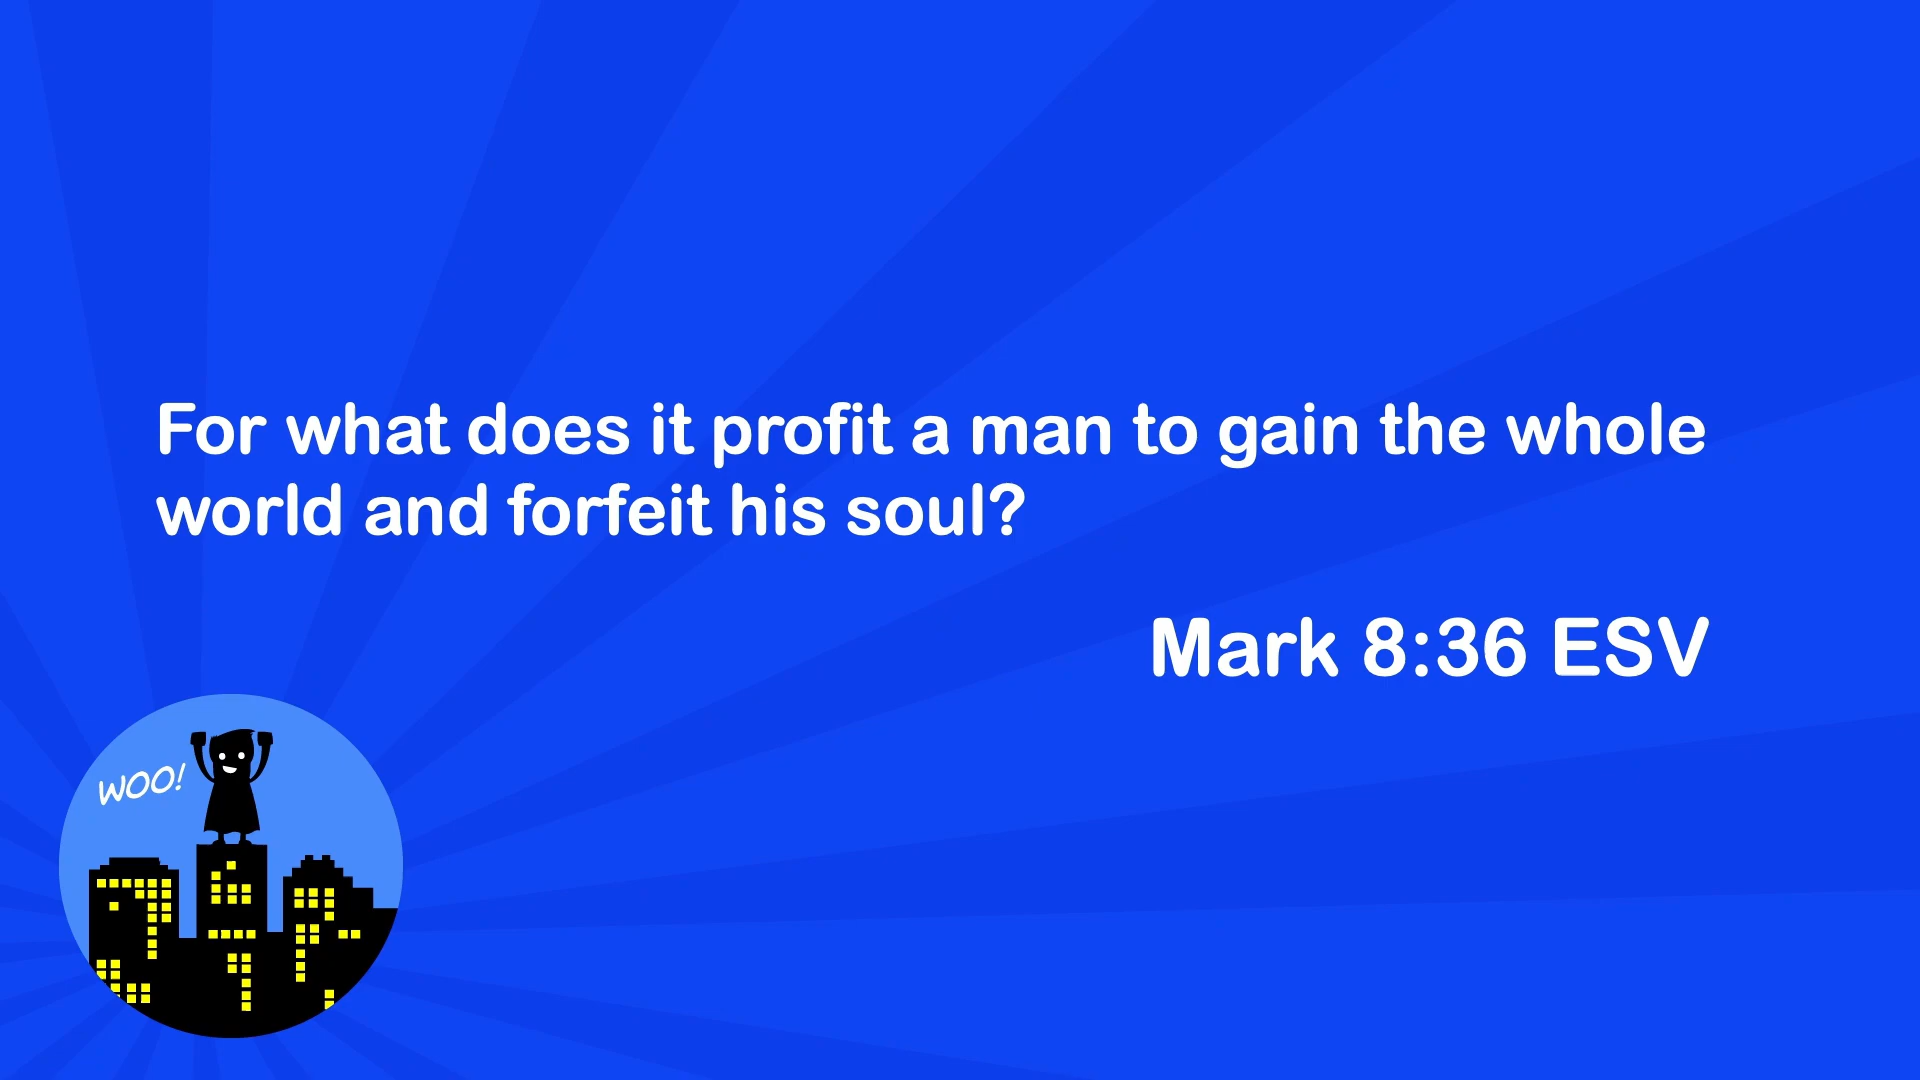 For what does it profit a man to gain the whole
world and forfeit his soul?
Mark 8:36 ESV
WOO!